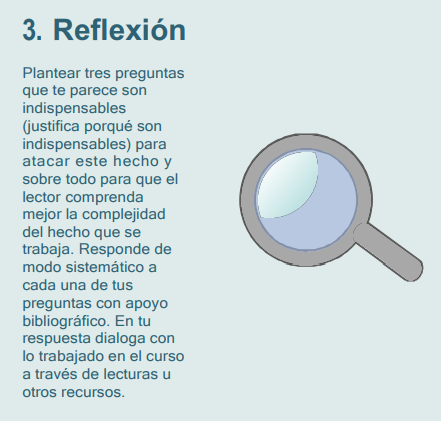 3. Reflexión
Plantear tres preguntas
que te parece son
indispensables
(justifica porqué son
indispensables) para
atacar este hecho y
sobre todo para que el
lector comprenda
mejor la complejidad
del hecho que se
trabaja. Responde de
modo sistemático a
cada una de tus
preguntas con apoyo
bibliográfico. En tu
respuesta dialoga con
lo trabajado en el curso
a través de lecturas u
otros recursos.